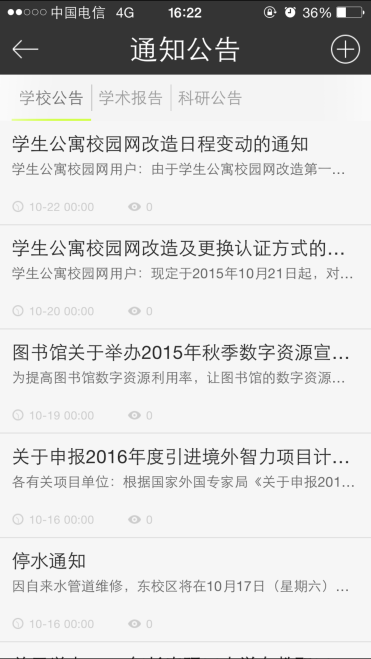 中国电信 4G 16:22 36%
通知公告
学校公告 学术报告 科研公告
学生公寓校园网改造日程变动的通知
学生公寓校园网用户：由于学生公寓校园网改造第一…
10-22 00:00 0
学生公寓校园网改造及更换认证方式的…
学生公寓校园网用户：现定于2015年10月21日起，对…
10-20 00:00 0
图书馆关于举办2015年秋季数字资源宣…
为提高图书馆数字资源利用率，让图书馆的数字资源…
10-19 00:00 0
关于申报2016年度引进境外智力项目计…
各有关项目单位：根据国家外国专家局《关于申报201…
10-16 00:00 0
停水通知
因自来水管道维修，东校区将在10月17日（星期六）…
10-16 00:00 0